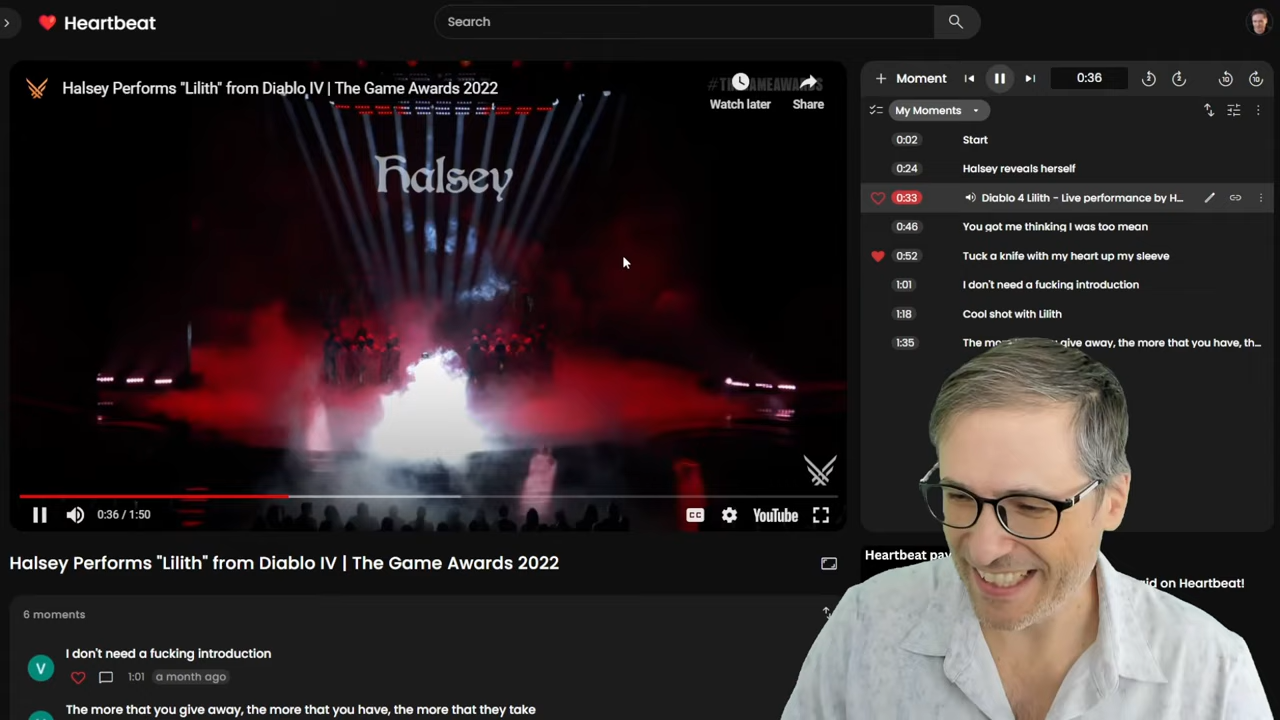 Heartbeat
Search
Halsey Performs "Lilith" from Diablo IV | The Game Awards 2022
#THEGAMEAWARDS
Watch later
Share
Halsey
0:36 / 1:50
CC
YouTube
Moment
0:36
My Moments
0:02 Start
0:24 Halsey reveals herself
0:33 Diablo 4 Lilith - Live performance by H...
0:46 You got me thinking I was too mean
0:52 Tuck a knife with my heart up my sleeve
1:01 I don't need a fucking introduction
1:18 Cool shot with Lilith
1:35 The give away, the more that you have, th...
Halsey Performs "Lilith" from Diablo IV | The Game Awards 2022
Heartbeat on Heartbeat!
6 moments
V
I don't need a fucking introduction
1:01 a month ago
The more that you give away, the more that you have, the more that they take